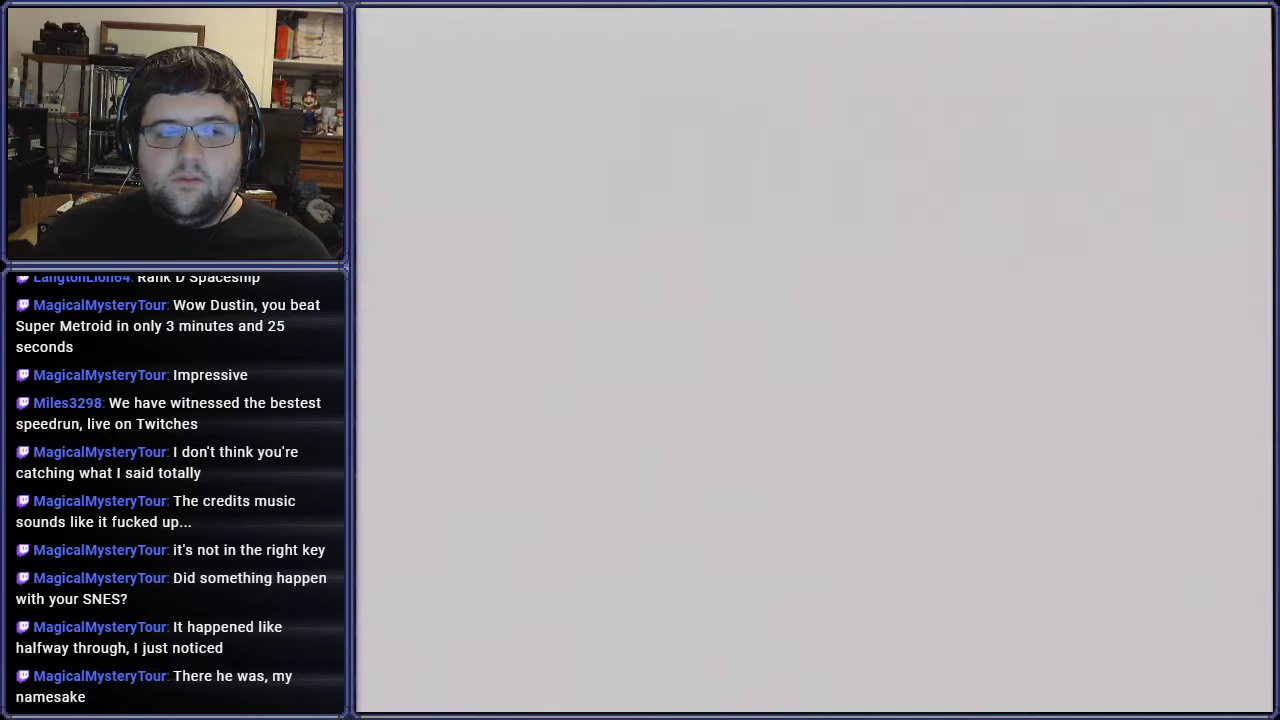 LangtonLion64: Rank D Spaceship
MagicalMysteryTour: Wow Dustin, you beat
Super Metroid in only 3 minutes and 25
seconds
MagicalMysteryTour: Impressive
Miles3298: We have witnessed the bestest
speedrun, live on Twitches
MagicalMysteryTour: I don't think you're
catching what I said totally
MagicalMysteryTour: The credits music
sounds like it fucked up...
MagicalMysteryTour: it's not in the right key
MagicalMysteryTour: Did something happen
with your SNES?
MagicalMysteryTour: It happened like
halfway through, I just noticed
MagicalMysteryTour: There he was, my
namesake